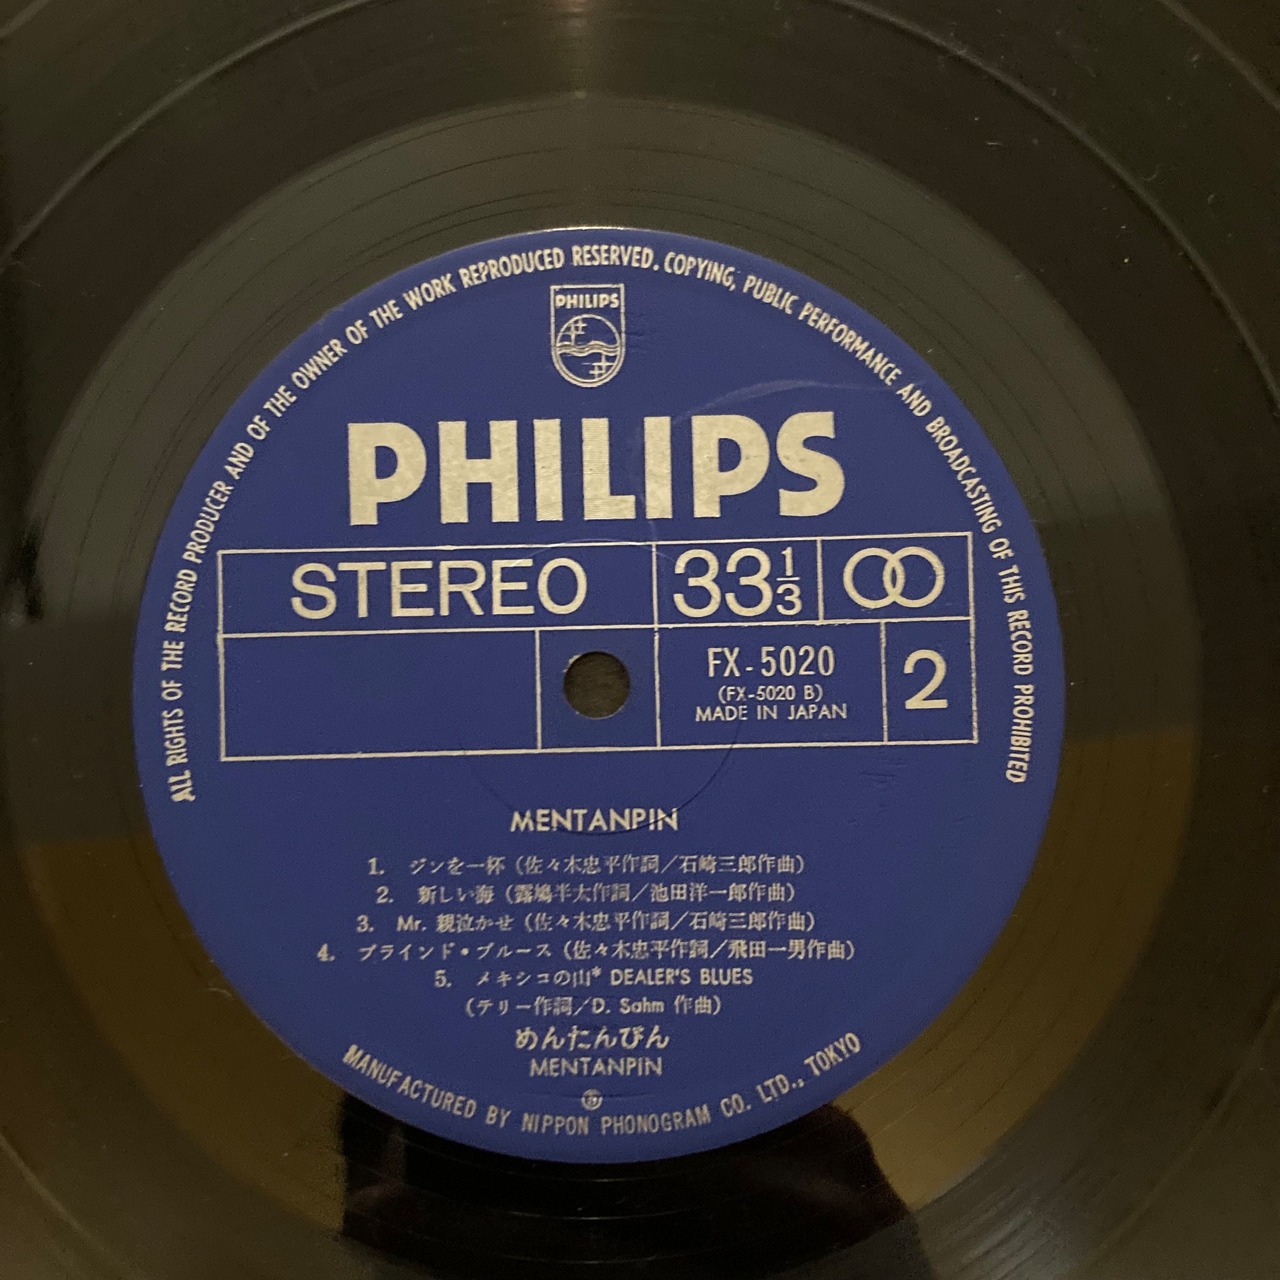 ALL RIGHTS OF THE RECORD PRODUCER AND OF THE OWNER OF THE WORK REPRODUCED RESERVED. COPYING, PUBLIC PERFORMANCE AND BROADCASTING OF THIS RECORD PROHIBITED
PHILIPS
PHILIPS
STEREO 33 1/3
FX-5020 2
(FX-5020 B)
MADE IN JAPAN
MENTANPIN
1. ジンを一杯 (佐々木忠平作詞/石崎三郎作曲)
2. 新しい海 (露鳩半太作詞/池田洋一郎作曲)
3. Mr. 親泣かせ (佐々木忠平作詞/石崎三郎作曲)
4. ブラインド・ブルース (佐々木忠平作詞/飛田一男作曲)
5. メキシコの山* DEALER'S BLUES
(テリー作詞/D. Sahm 作曲)
めんたんぴん
MENTANPIN
MANUFACTURED BY NIPPON PHONOGRAM CO. LTD., TOKYO